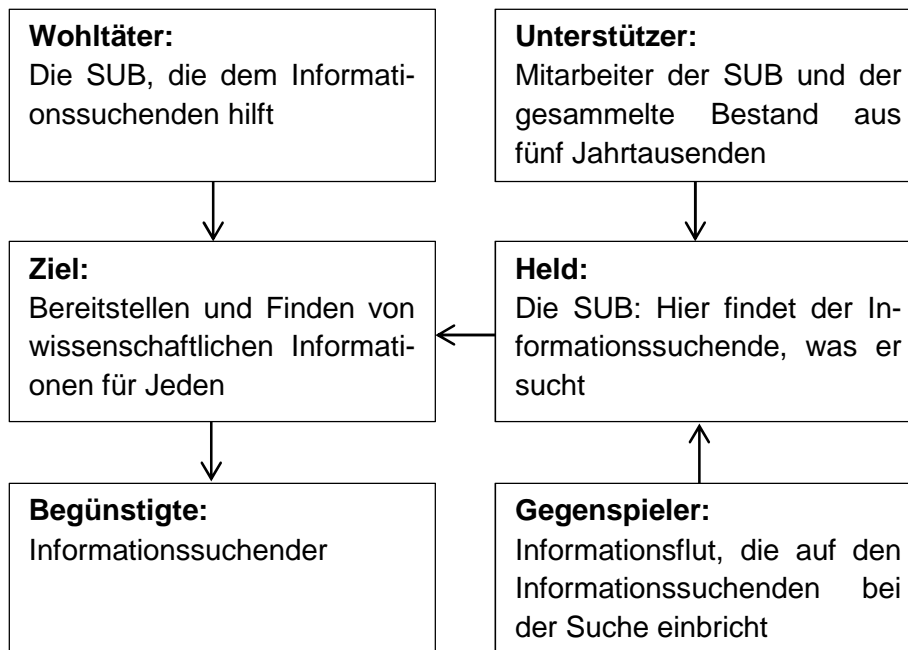 Wohltäter:
Die SUB, die dem Informati-
onssuchenden hilft
Unterstützer:
Mitarbeiter der SUB und der
gesammelte Bestand aus
fünf Jahrtausenden
Ziel:
Bereitstellen und Finden von
wissenschaftlichen Informati-
onen für Jeden
Held:
Die SUB: Hier findet der In-
formationssuchende, was er
sucht
Begünstigte:
Informationssuchender
Gegenspieler:
Informationsflut, die auf den
Informationssuchenden bei
der Suche einbricht